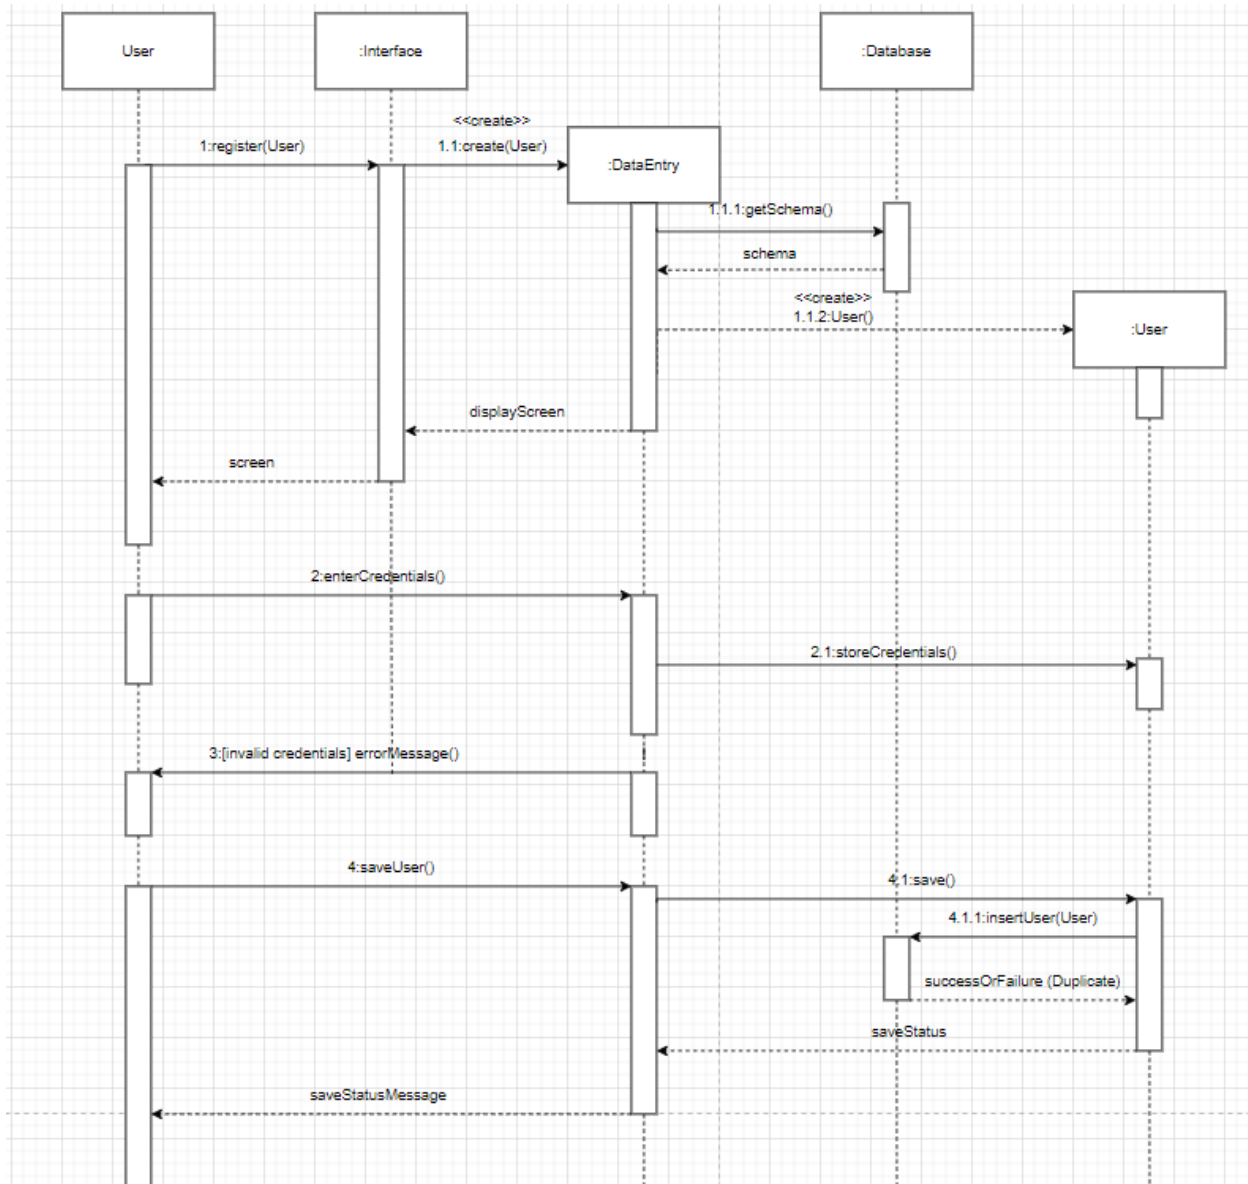 User
:Interface
:Database
<<create>>
1:register(User)
1.1:create(User)
:DataEntry
1.1.1:getSchema()
schema
<<create>>
1.1.2:User()
:User
displayScreen
screen
2:enterCredentials()
2.1:storeCredentials()
3:[invalid credentials] errorMessage()
4:saveUser()
4.1:save()
4.1.1:insertUser(User)
successOrFailure (Duplicate)
saveStatus
saveStatusMessage